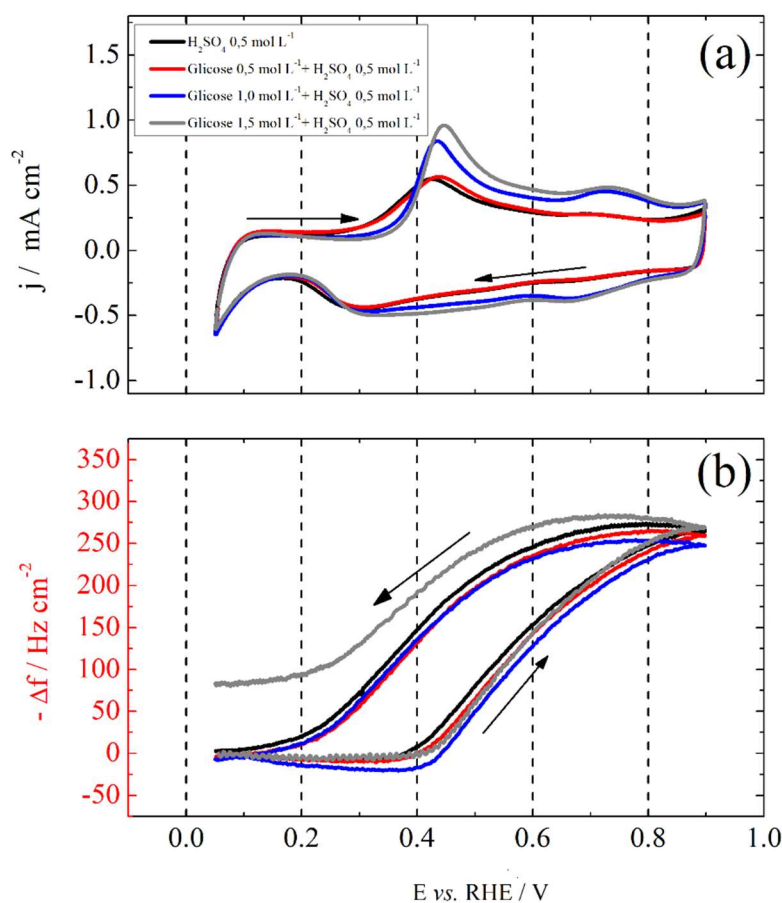 (a)
H₂SO₄ 0,5 mol L⁻¹
Glicose 0,5 mol L⁻¹+ H₂SO₄ 0,5 mol L⁻¹
Glicose 1,0 mol L⁻¹+ H₂SO₄ 0,5 mol L⁻¹
Glicose 1,5 mol L⁻¹+ H₂SO₄ 0,5 mol L⁻¹
1.5
1.0
0.5
0.0
-0.5
-1.0
j / mA cm⁻²
(b)
350
300
250
200
150
100
50
0
-50
- Δf / Hz cm⁻²
0.0 0.2 0.4 0.6 0.8 1.0
E vs. RHE / V